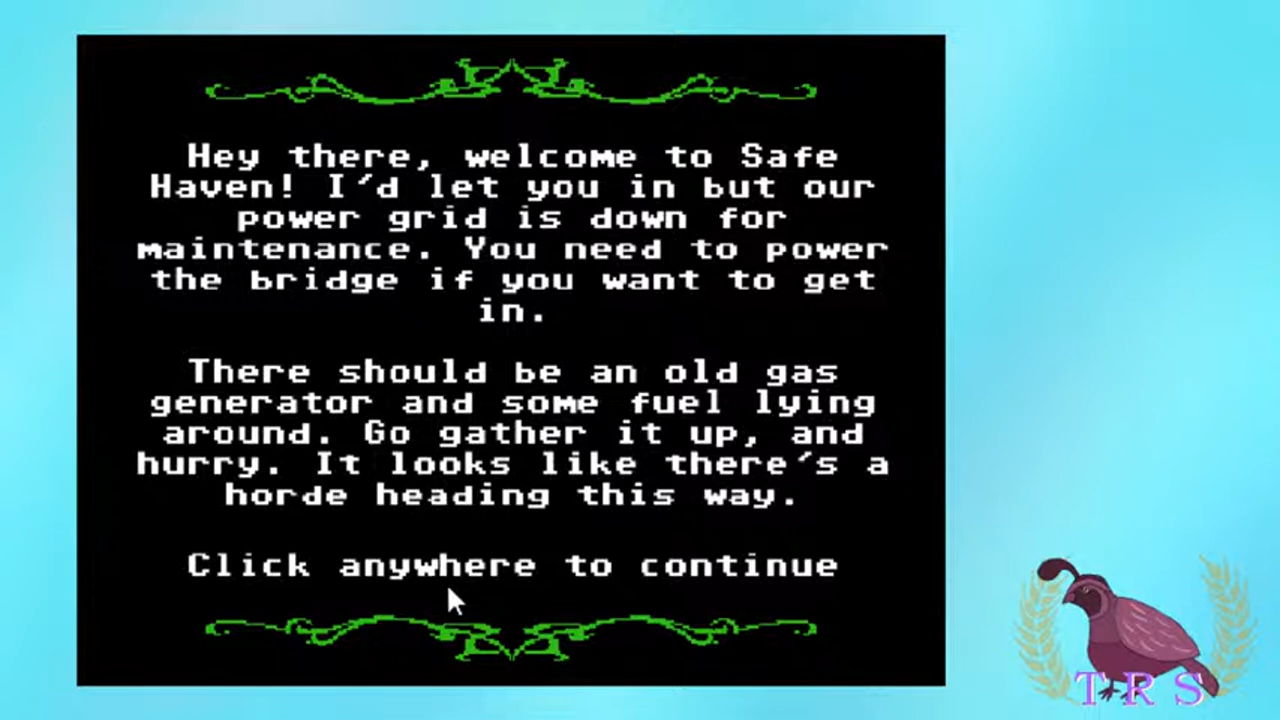 Hey there, welcome to Safe
Haven! I'd let you in but our
power grid is down for
maintenance. You need to power
the bridge if you want to get
in.
There should be an old gas
generator and some fuel lying
around. Go gather it up, and
hurry. It looks like there's a
horde heading this way.
Click anywhere to continue
TRS